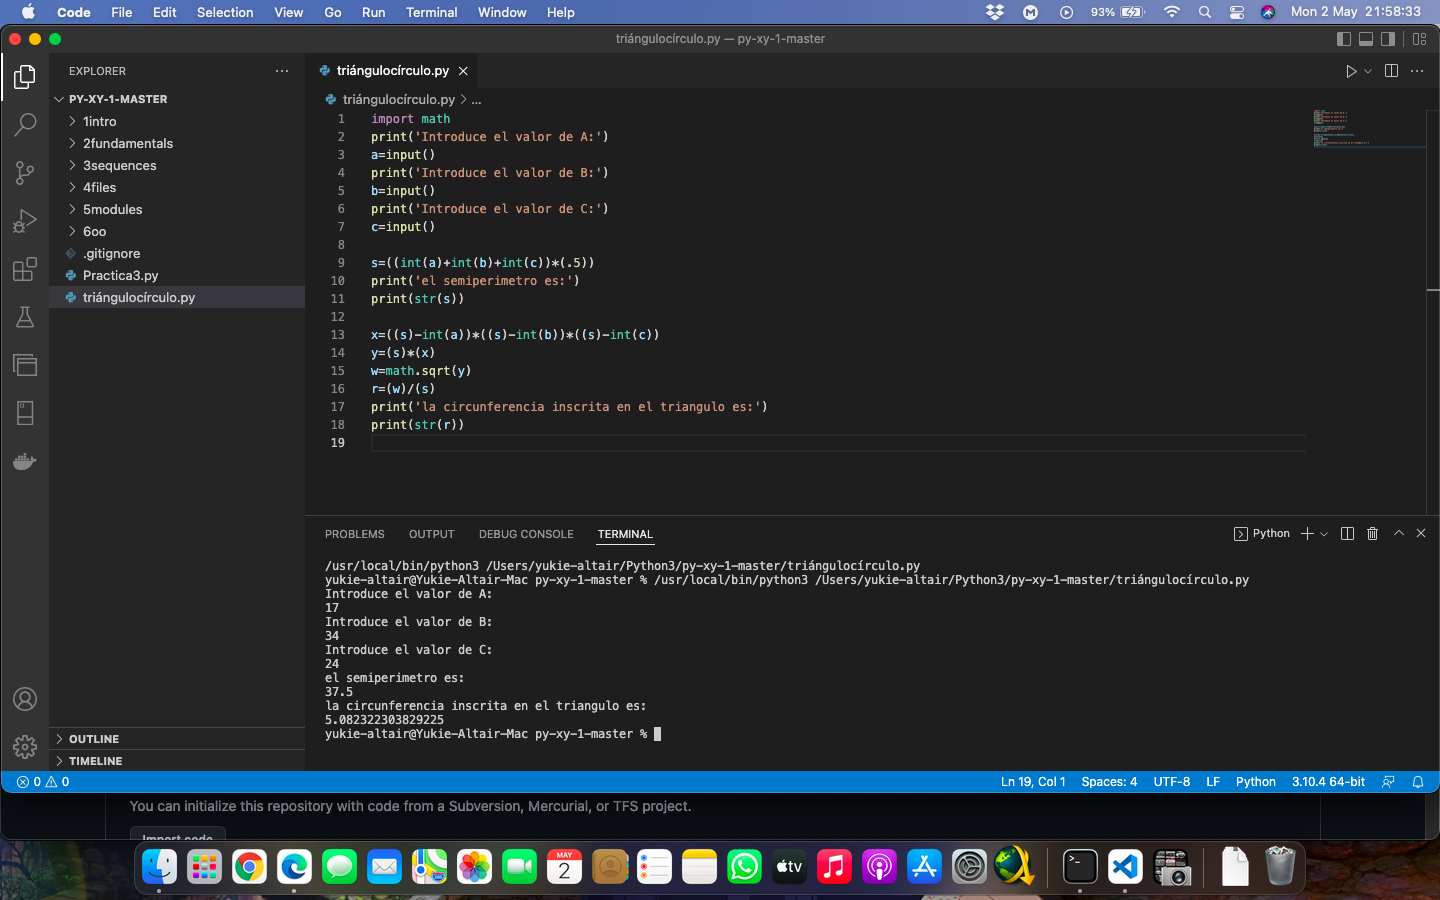 Code File Edit Selection View Go Run Terminal Window Help 93% Mon 2 May 21:58:33
triángulocírculo.py — py-xy-1-master
EXPLORER
PY-XY-1-MASTER
1intro
2fundamentals
3sequences
4files
5modules
6oo
.gitignore
Practica3.py
triángulocírculo.py
OUTLINE
TIMELINE
triángulocírculo.py
triángulocírculo.py > ...
1 import math
2 print('Introduce el valor de A:')
3 a=input()
4 print('Introduce el valor de B:')
5 b=input()
6 print('Introduce el valor de C:')
7 c=input()
8
9 s=((int(a)+int(b)+int(c))*(.5))
10 print('el semiperimetro es:')
11 print(str(s))
12
13 x=((s)-int(a))*((s)-int(b))*((s)-int(c))
14 y=(s)*(x)
15 w=math.sqrt(y)
16 r=(w)/(s)
17 print('la circunferencia inscrita en el triangulo es:')
18 print(str(r))
19
PROBLEMS OUTPUT DEBUG CONSOLE TERMINAL Python
/usr/local/bin/python3 /Users/yukie-altair/Python3/py-xy-1-master/triángulocírculo.py
yukie-altair@Yukie-Altair-Mac py-xy-1-master % /usr/local/bin/python3 /Users/yukie-altair/Python3/py-xy-1-master/triángulocírculo.py
Introduce el valor de A:
17
Introduce el valor de B:
34
Introduce el valor de C:
24
el semiperimetro es:
37.5
la circunferencia inscrita en el triangulo es:
5.082322303829225
yukie-altair@Yukie-Altair-Mac py-xy-1-master %
0 0 Ln 19, Col 1 Spaces: 4 UTF-8 LF Python 3.10.4 64-bit
You can initialize this repository with code from a Subversion, Mercurial, or TFS project.
Import code
MAY
2
tv